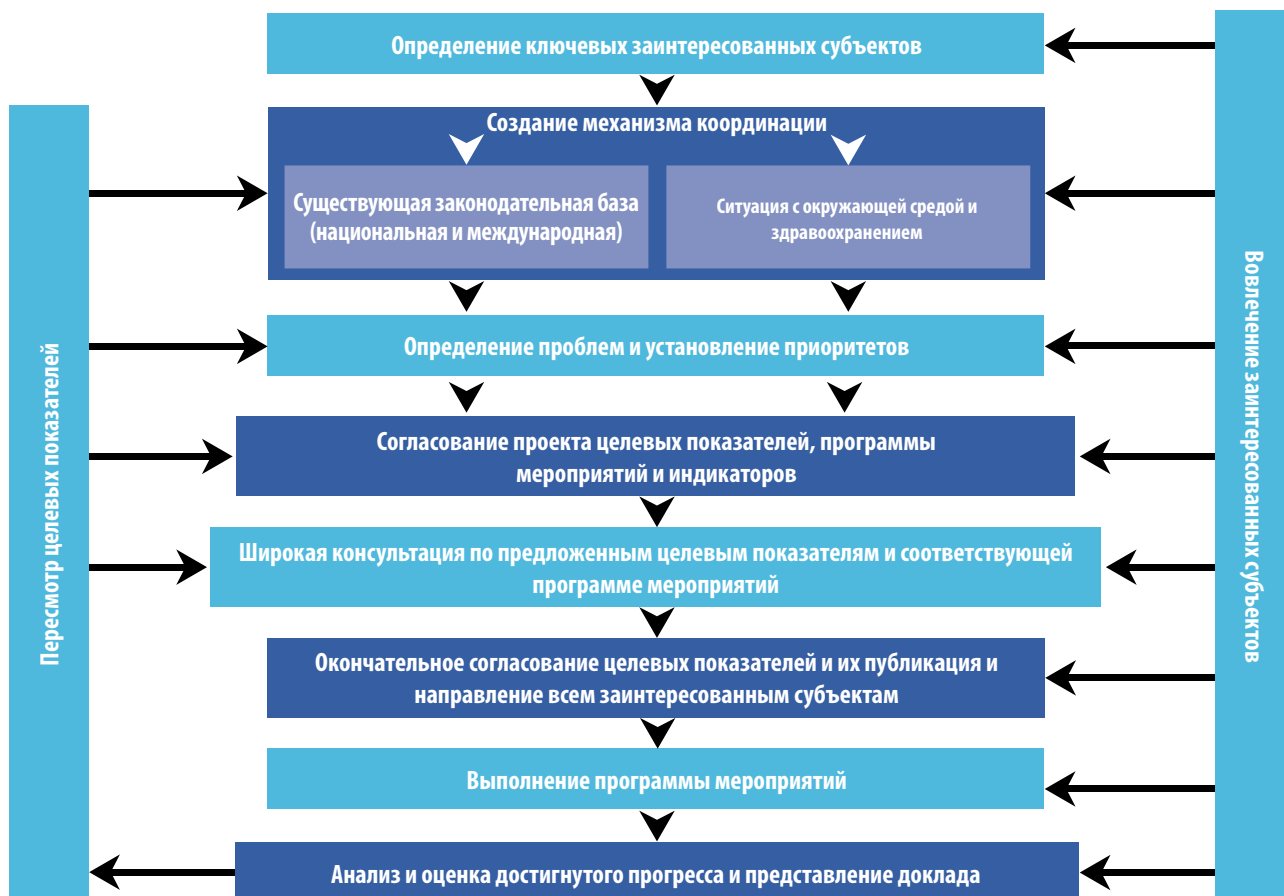 Определение ключевых заинтересованных субъектов
Создание механизма координации
Существующая законодательная база
(национальная и международная)
Ситуация с окружающей средой и
здравоохранением
Определение проблем и установление приоритетов
Согласование проекта целевых показателей, программы
мероприятий и индикаторов
Широкая консультация по предложенным целевым показателям и соответствующей
программе мероприятий
Окончательное согласование целевых показателей и их публикация и
направление всем заинтересованным субъектам
Выполнение программы мероприятий
Анализ и оценка достигнутого прогресса и представление доклада
Пересмотр целевых показателей
Вовлечение заинтересованных субъектов